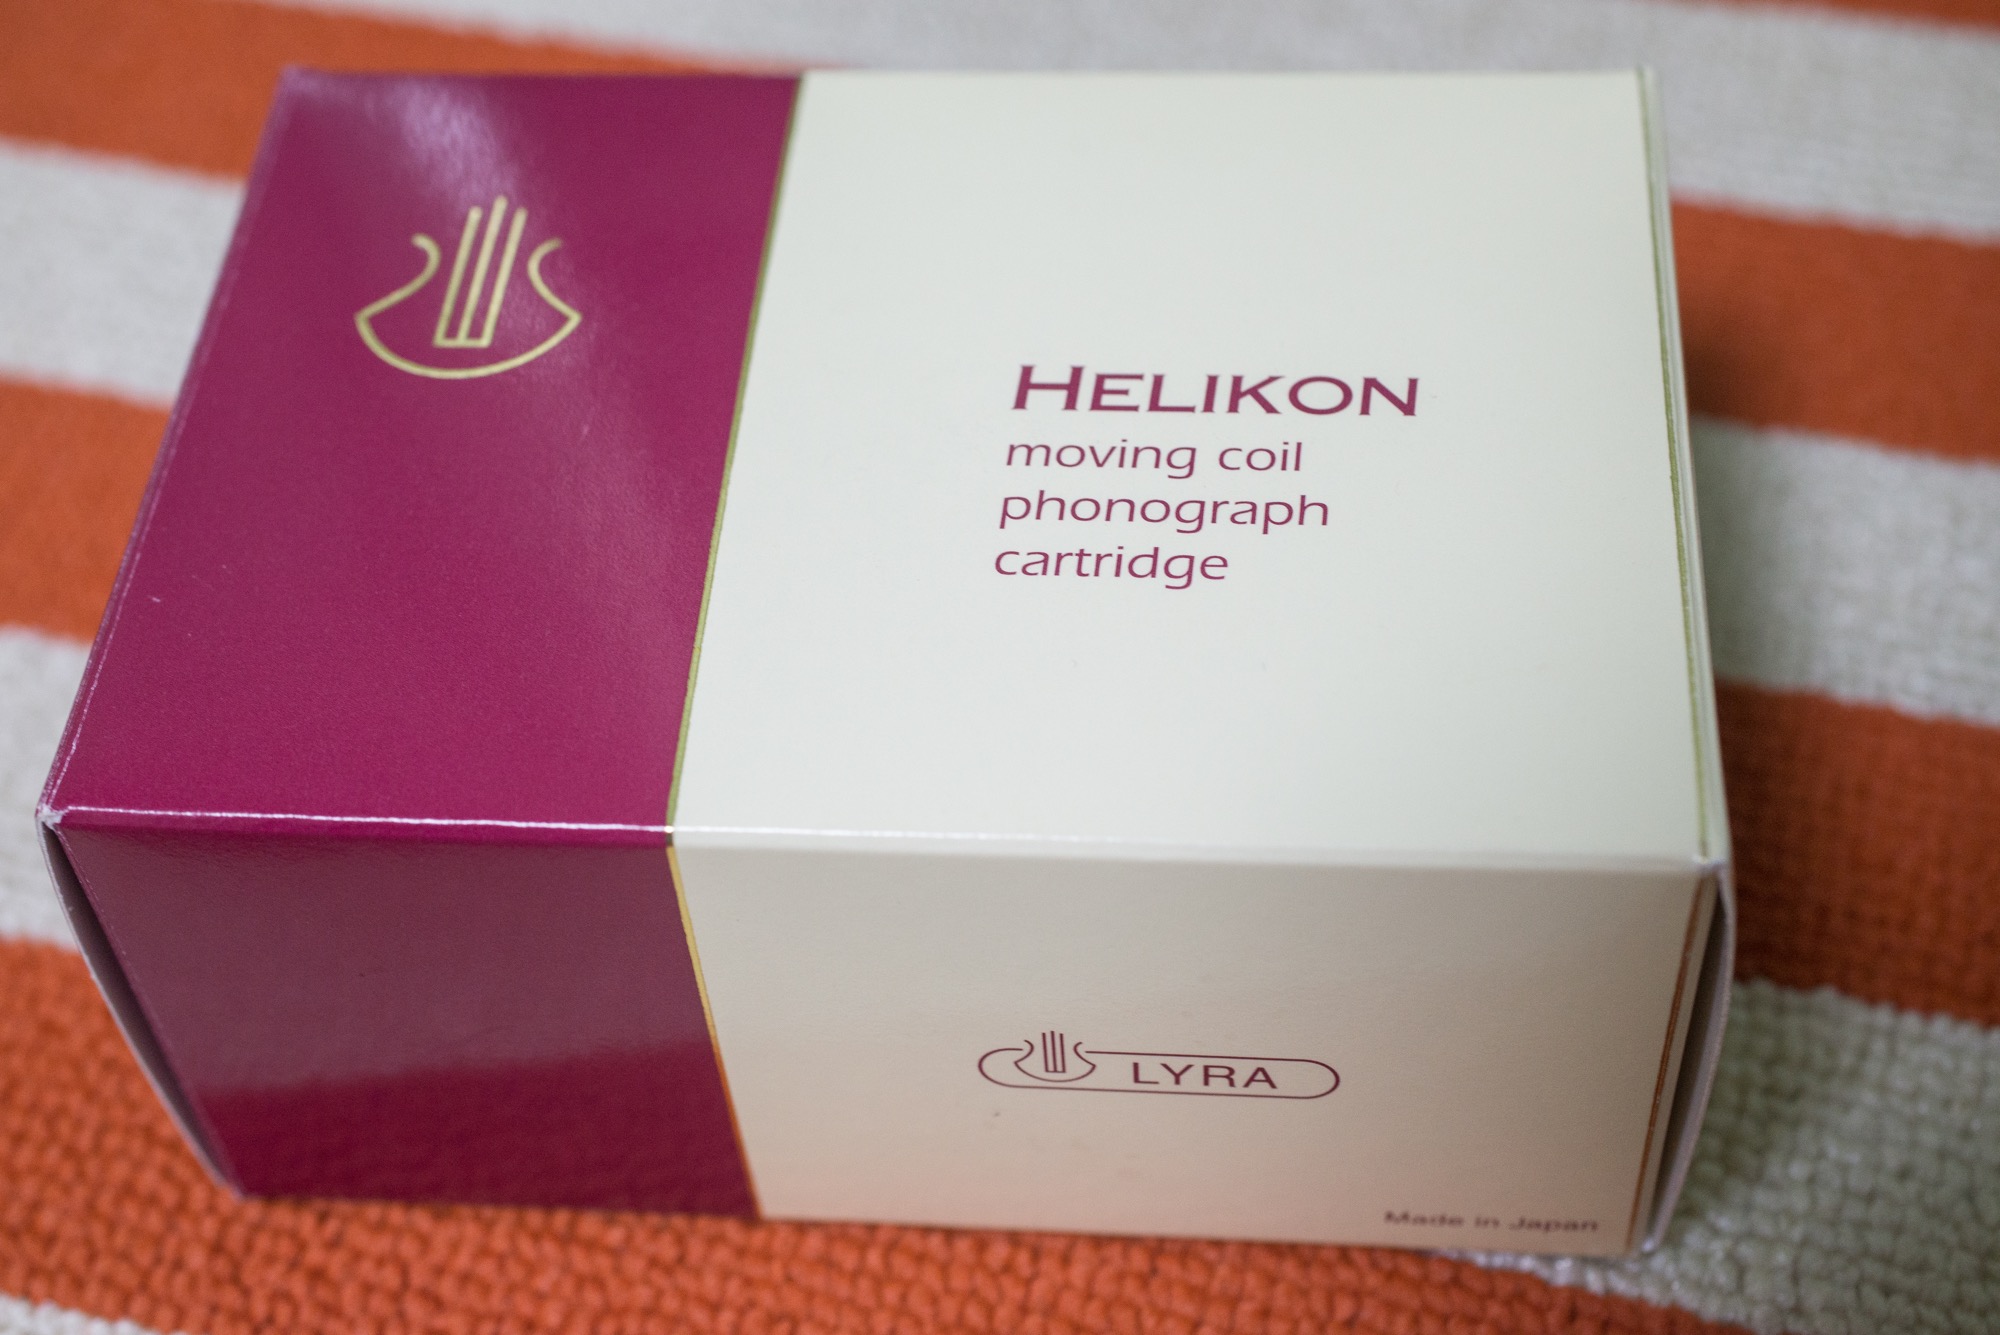 HELIKON
moving coil
phonograph
cartridge
LYRA
Made in Japan